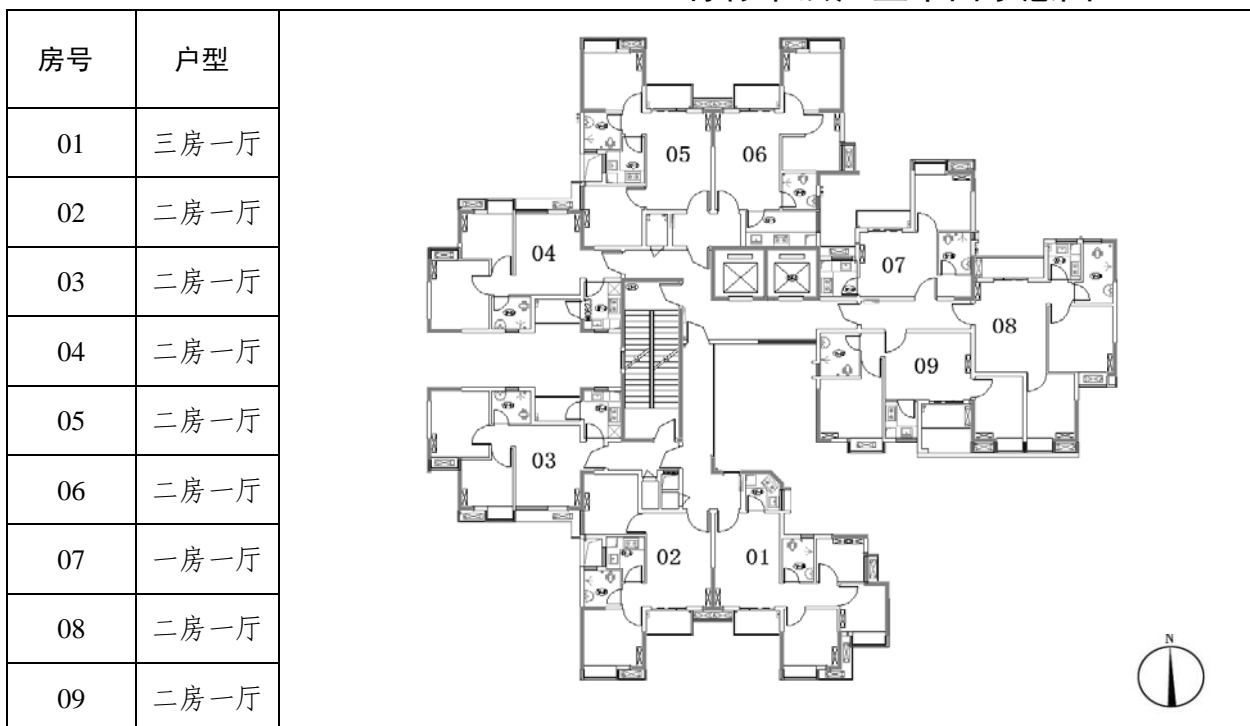 房号 户型
01 三房一厅
02 二房一厅
03 二房一厅
04 二房一厅
05 二房一厅
06 二房一厅
07 一房一厅
08 二房一厅
09 二房一厅
05 06
04
07
08
09
03
02 01
N